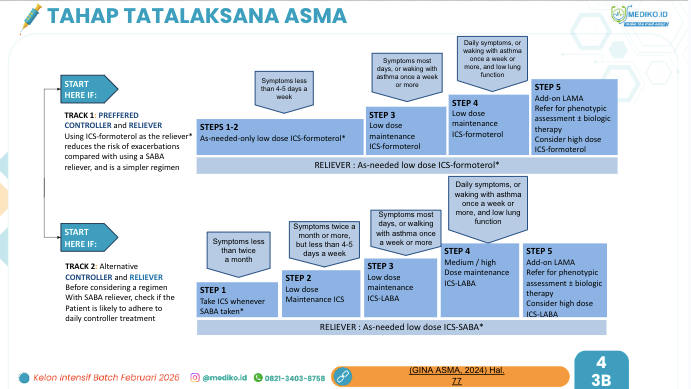 TAHAP TATALAKSANA ASMA
MEDIKO.ID
START
HERE IF:
TRACK 1: PREFFERED
CONTROLLER and RELIEVER
Using ICS-formoterol as the reliever*
reduces the risk of exacerbations
compared with using a SABA
reliever, and is a simpler regimen
Symptoms less
than 4-5 days a
week
Symptoms most
days, or waking with
asthma once a week
or more
Daily symptoms, or
waking with asthma
once a week or
more, and low lung
function
STEPS 1-2
As-needed-only low dose ICS-formoterol*
STEP 3
Low dose
maintenance
ICS-formoterol
STEP 4
Low dose
maintenance
ICS-formoterol
STEP 5
Add-on LAMA
Refer for phenotypic
assessment ± biologic
therapy
Consider high dose
ICS-formoterol
RELIEVER : As-needed low dose ICS-formoterol*
START
HERE IF:
TRACK 2: Alternative
CONTROLLER and RELIEVER
Before considering a regimen
With SABA reliever, check if the
Patient is likely to adhere to
daily controller treatment
Symptoms less
than twice
a month
Symptoms twice a
month or more,
but less than 4-5
days a week
Symptoms most
days, or waking
with asthma once
a week or more
Daily symptoms, or
waking with asthma
once a week or
more, and low lung
function
STEP 1
Take ICS whenever
SABA taken*
STEP 2
Low dose
Maintenance ICS
STEP 3
Low dose
maintenance
ICS-LABA
STEP 4
Medium / high
Dose maintenance
ICS-LABA
STEP 5
Add-on LAMA
Refer for phenotypic
assessment ± biologic
therapy
Consider high dose
ICS-LABA
RELIEVER : As-needed low dose ICS-SABA*
Kelan Intensif Batch Februari 2026
@mediko.id
0821-3403-8758
(GINA ASMA, 2024) Hal.
77
4
3B